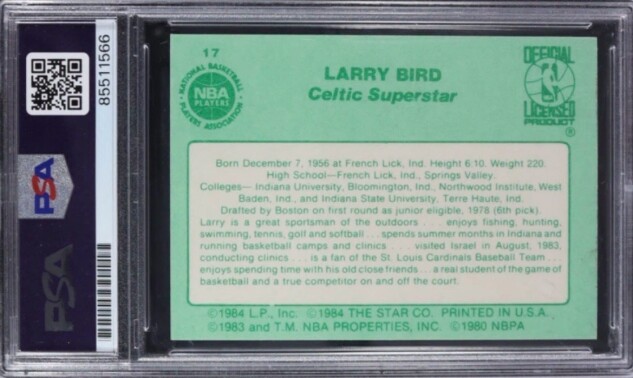 85511566
PSA
PSA
17
NATIONAL BASKETBALL
NBA
PLAYERS
PLAYERS ASSOCIATION
LARRY BIRD
Celtic Superstar
OFFICIAL
LICENSED
PRODUCT
®
Born December 7, 1956 at French Lick, Ind. Height 6:10. Weight 220.
High School—French Lick, Ind., Springs Valley.
Colleges— Indiana University, Bloomington, Ind., Northwood Institute, West
Baden, Ind., and Indiana State University, Terre Haute, Ind.
Drafted by Boston on first round as junior eligible, 1978 (6th pick).
Larry is a great sportsman of the outdoors . . . enjoys fishing, hunting,
swimming, tennis, golf and softball . . . spends summer months in Indiana and
running basketball camps and clinics . . . visited Israel in August, 1983,
conducting clinics . . . is a fan of the St. Louis Cardinals Baseball Team . . .
enjoys spending time with his old close friends . . . a real student of the game of
basketball and a true competitor on and off the court.
©1984 L.P., Inc. ©1984 THE STAR CO. PRINTED IN U.S.A.
©1983 and T.M. NBA PROPERTIES, INC. ©1980 NBPA